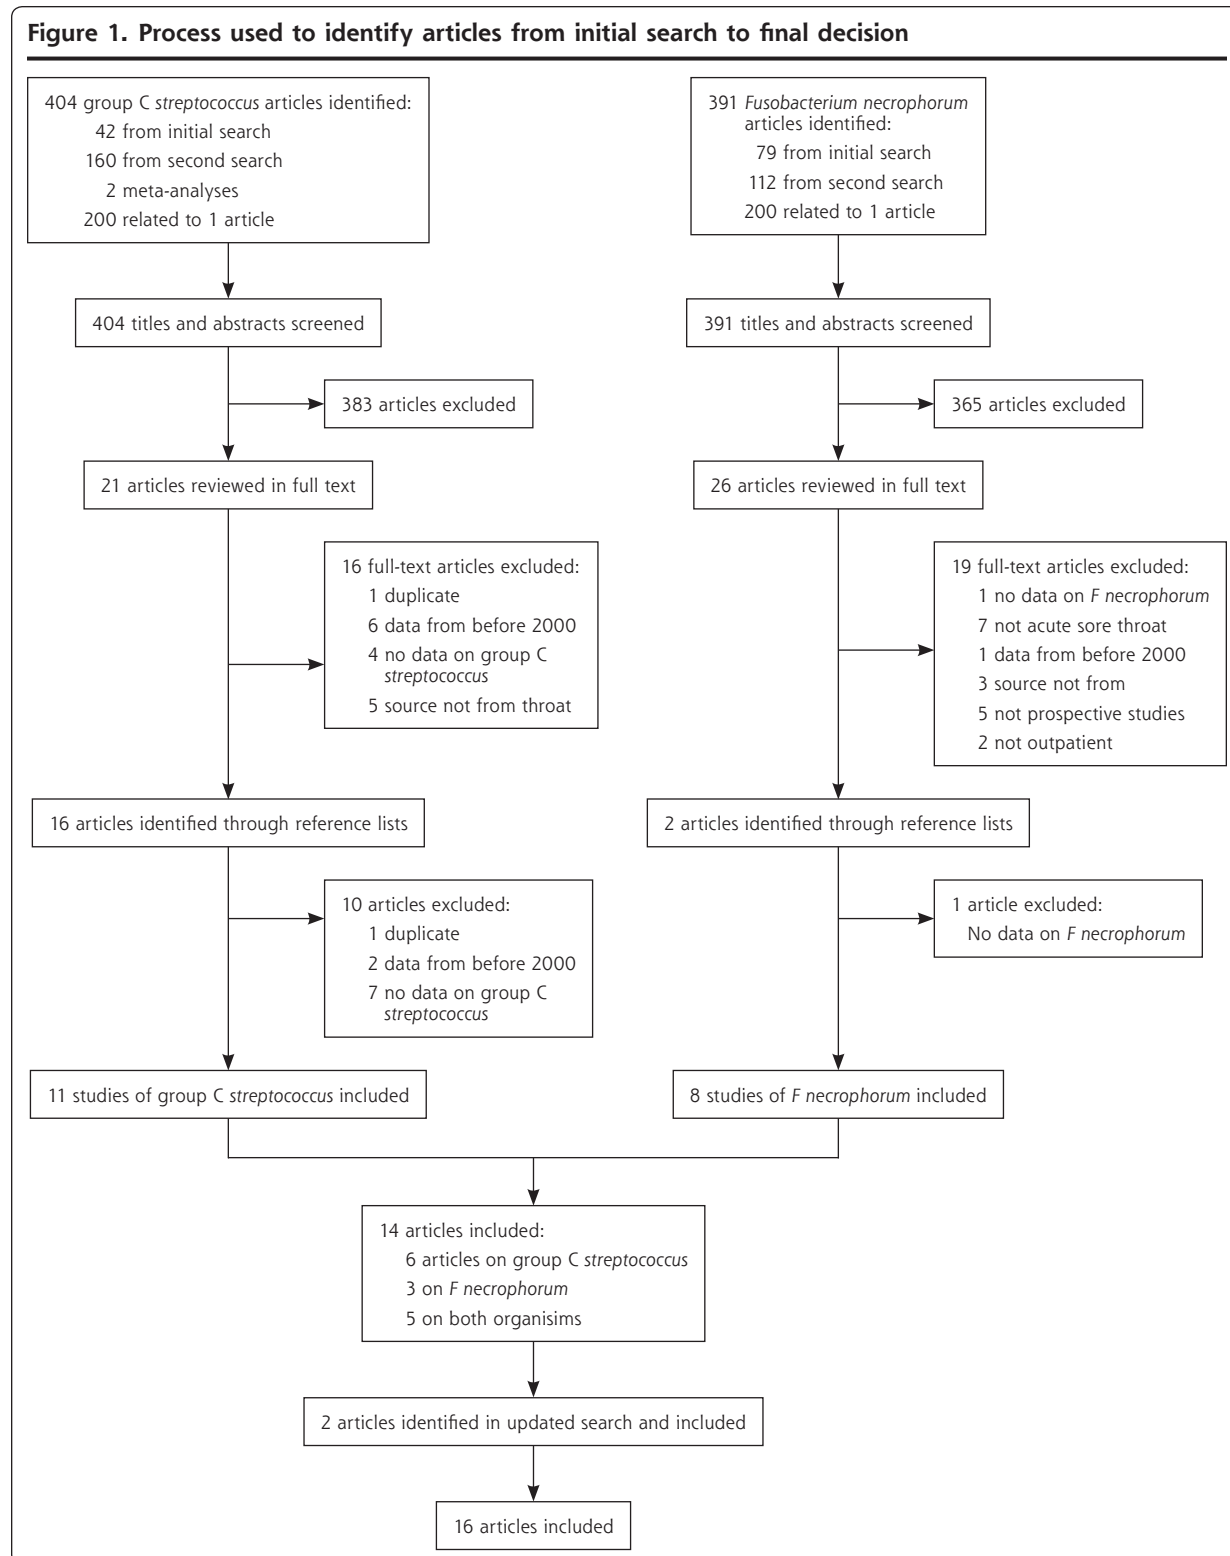 Figure 1. Process used to identify articles from initial search to final decision
404 group C streptococcus articles identified:
42 from initial search
160 from second search
2 meta-analyses
200 related to 1 article
391 Fusobacterium necrophorum
articles identified:
79 from initial search
112 from second search
200 related to 1 article
404 titles and abstracts screened
391 titles and abstracts screened
383 articles excluded
365 articles excluded
21 articles reviewed in full text
26 articles reviewed in full text
16 full-text articles excluded:
1 duplicate
6 data from before 2000
4 no data on group C
streptococcus
5 source not from throat
19 full-text articles excluded:
1 no data on F necrophorum
7 not acute sore throat
1 data from before 2000
3 source not from
5 not prospective studies
2 not outpatient
16 articles identified through reference lists
2 articles identified through reference lists
10 articles excluded:
1 duplicate
2 data from before 2000
7 no data on group C
streptococcus
1 article excluded:
No data on F necrophorum
11 studies of group C streptococcus included
8 studies of F necrophorum included
14 articles included:
6 articles on group C streptococcus
3 on F necrophorum
5 on both organisims
2 articles identified in updated search and included
16 articles included